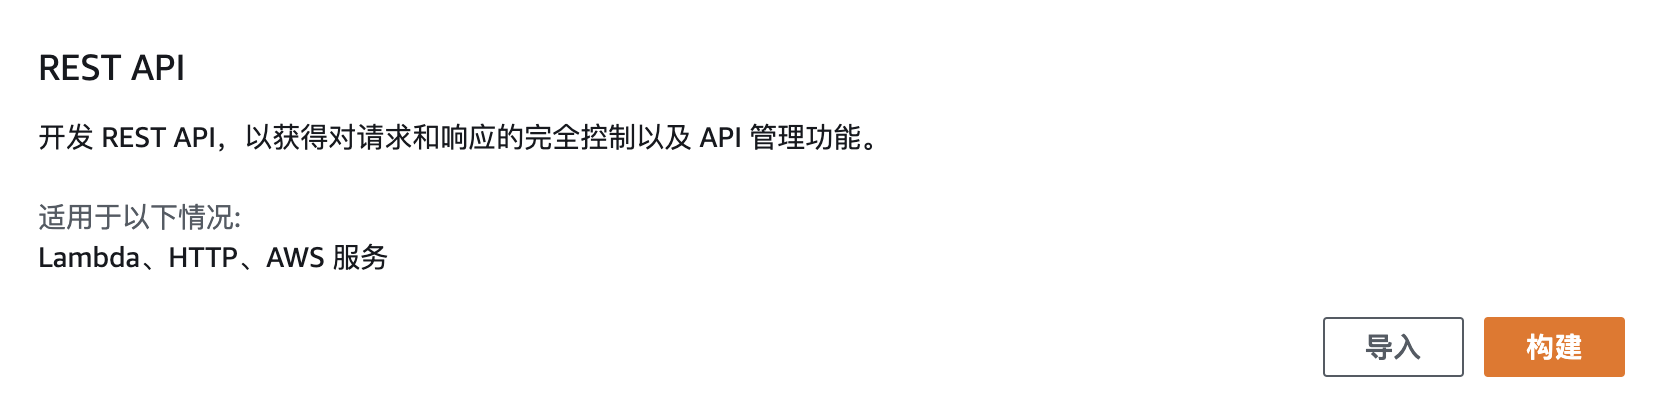 REST API
开发 REST API，以获得对请求和响应的完全控制以及 API 管理功能。
适用于以下情况:
Lambda、HTTP、AWS 服务
导入
构建